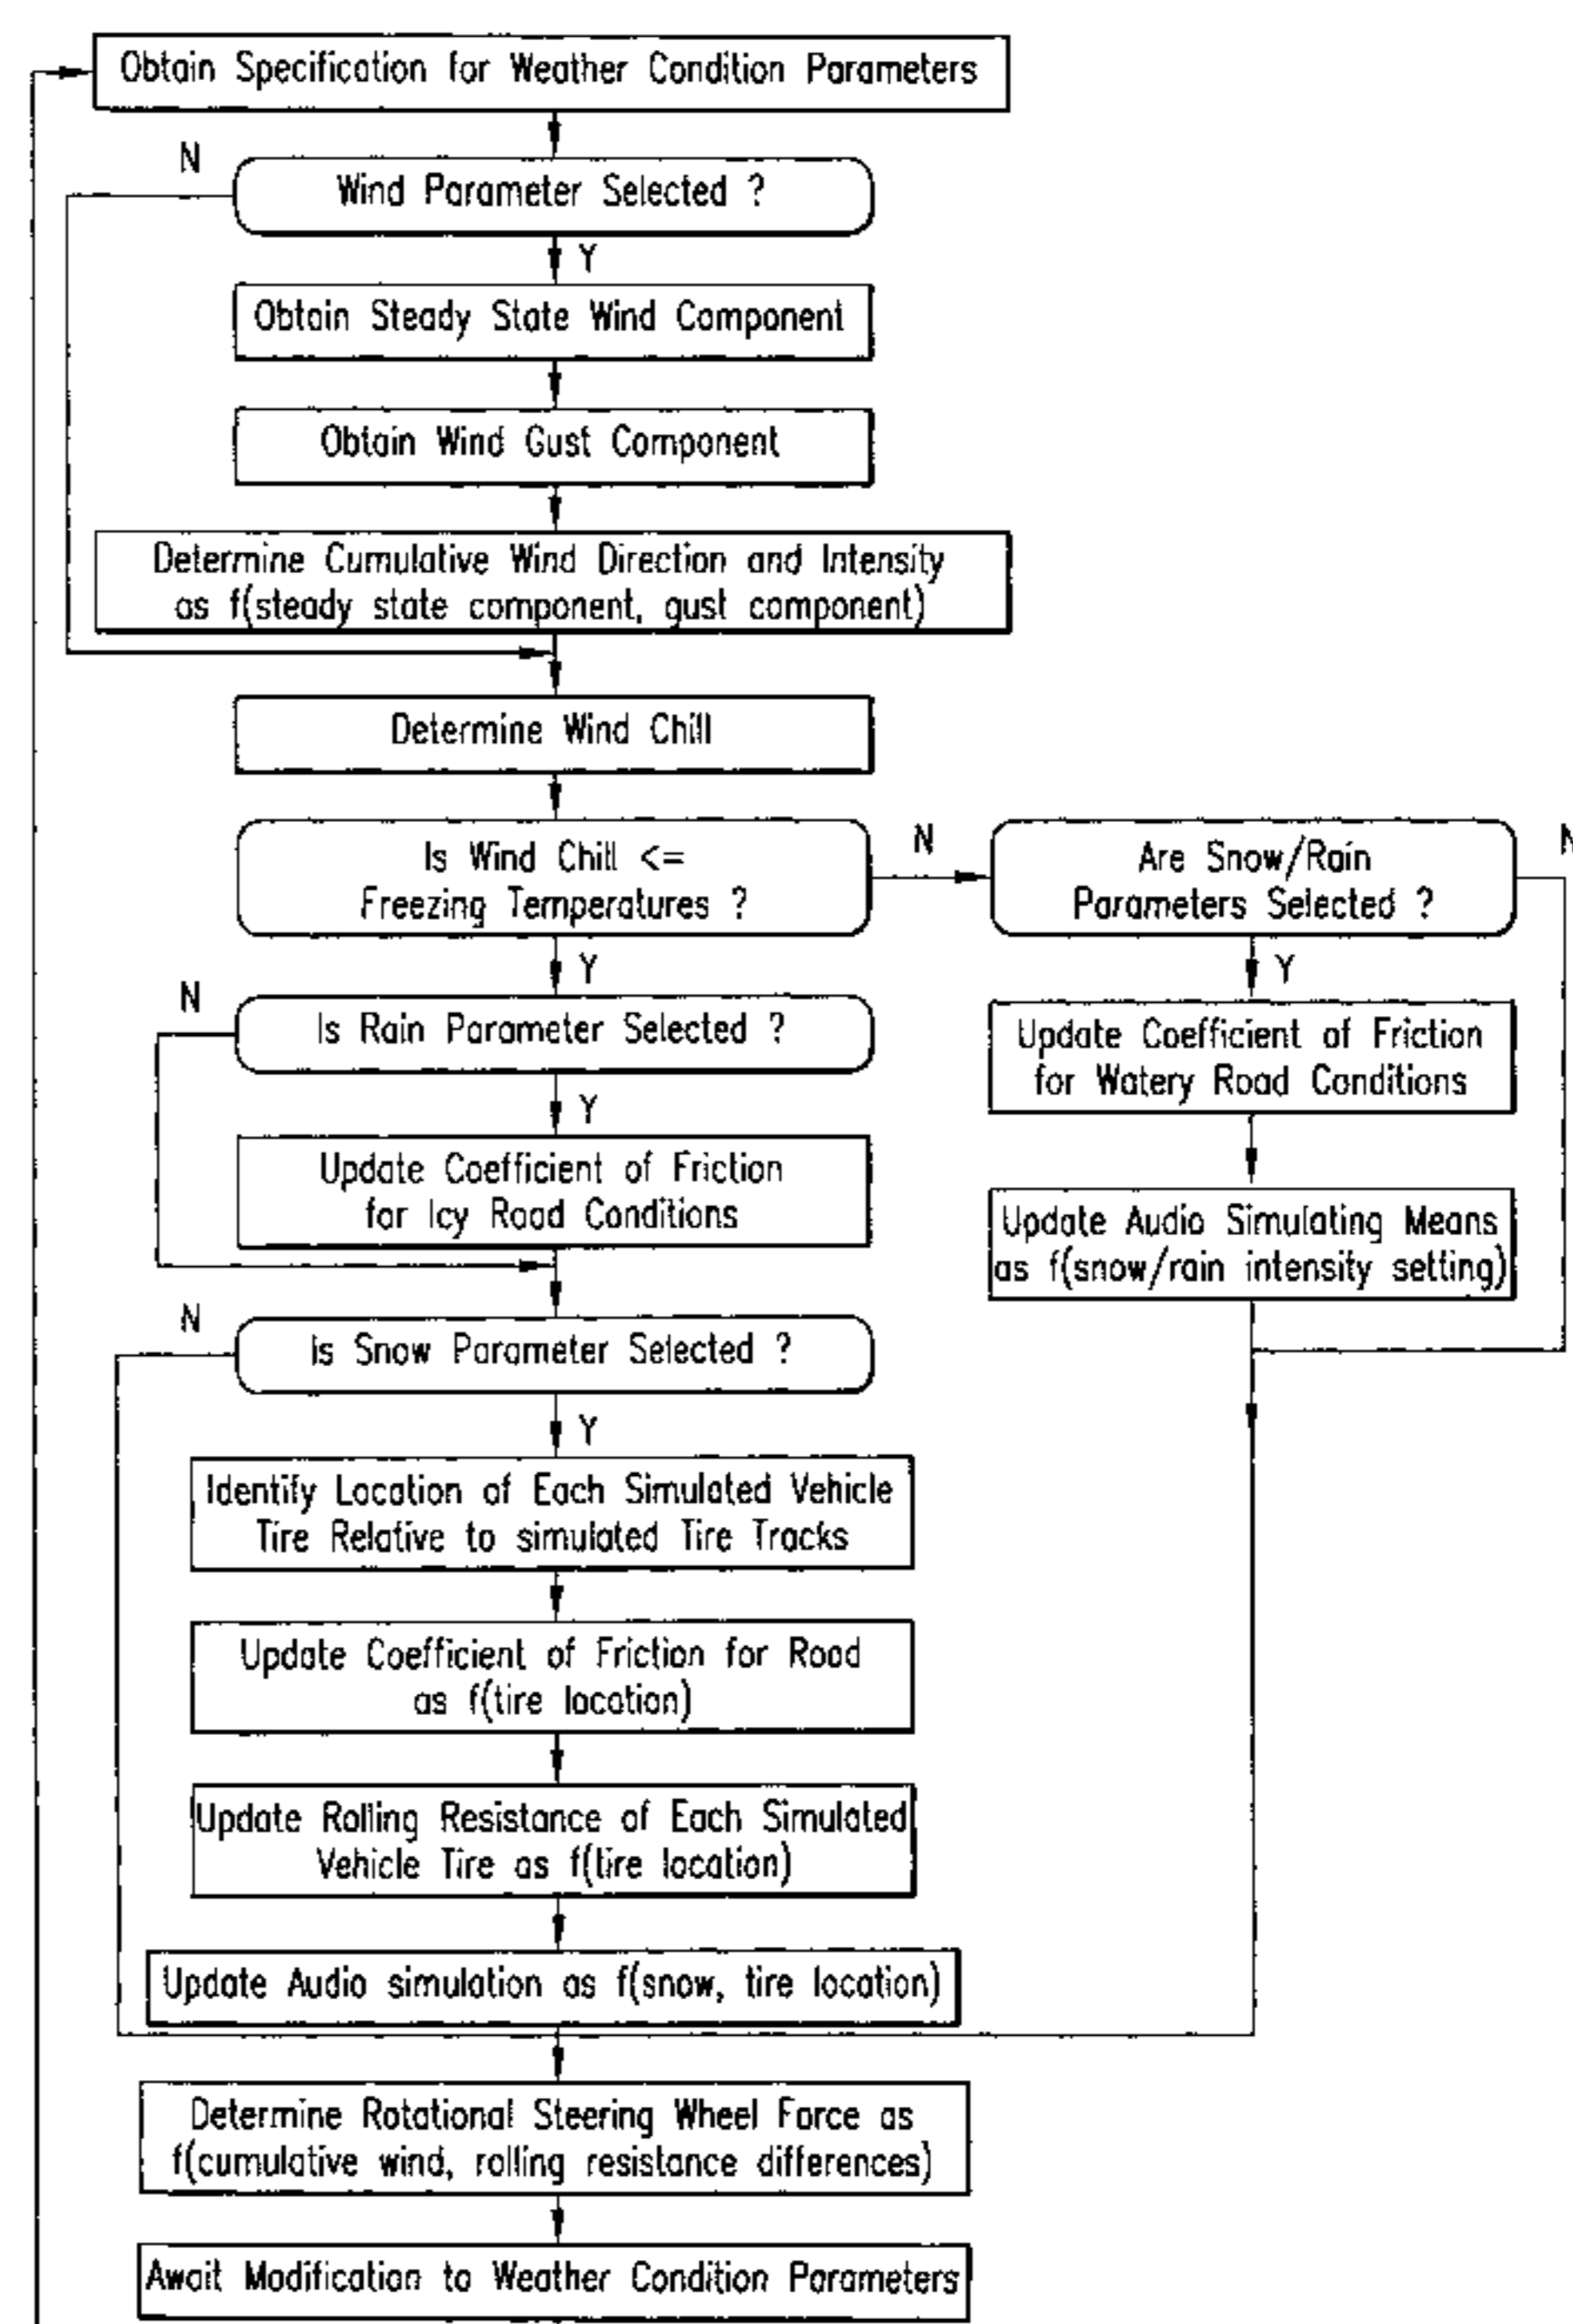 Obtain Specification for Weather Condition Parameters
N
Wind Parameter Selected ?
Y
Obtain Steady State Wind Component
Obtain Wind Gust Component
Determine Cumulative Wind Direction and Intensity
as f(steady state component, gust component)
Determine Wind Chill
Is Wind Chill <=
Freezing Temperatures ?
N
Are Snow/Rain
Parameters Selected ?
N
Y
Y
N
Is Rain Parameter Selected ?
Update Coefficient of Friction
for Watery Road Conditions
Y
Update Coefficient of Friction
for Icy Road Conditions
Update Audio Simulating Means
as f(snow/rain intensity setting)
N
Is Snow Parameter Selected ?
Y
Identify Location of Each Simulated Vehicle
Tire Relative to simulated Tire Tracks
Update Coefficient of Friction for Road
as f(tire location)
Update Rolling Resistance of Each Simulated
Vehicle Tire as f(tire location)
Update Audio simulation as f(snow, tire location)
Determine Rotational Steering Wheel Force as
f(cumulative wind, rolling resistance differences)
Await Modification to Weather Condition Parameters